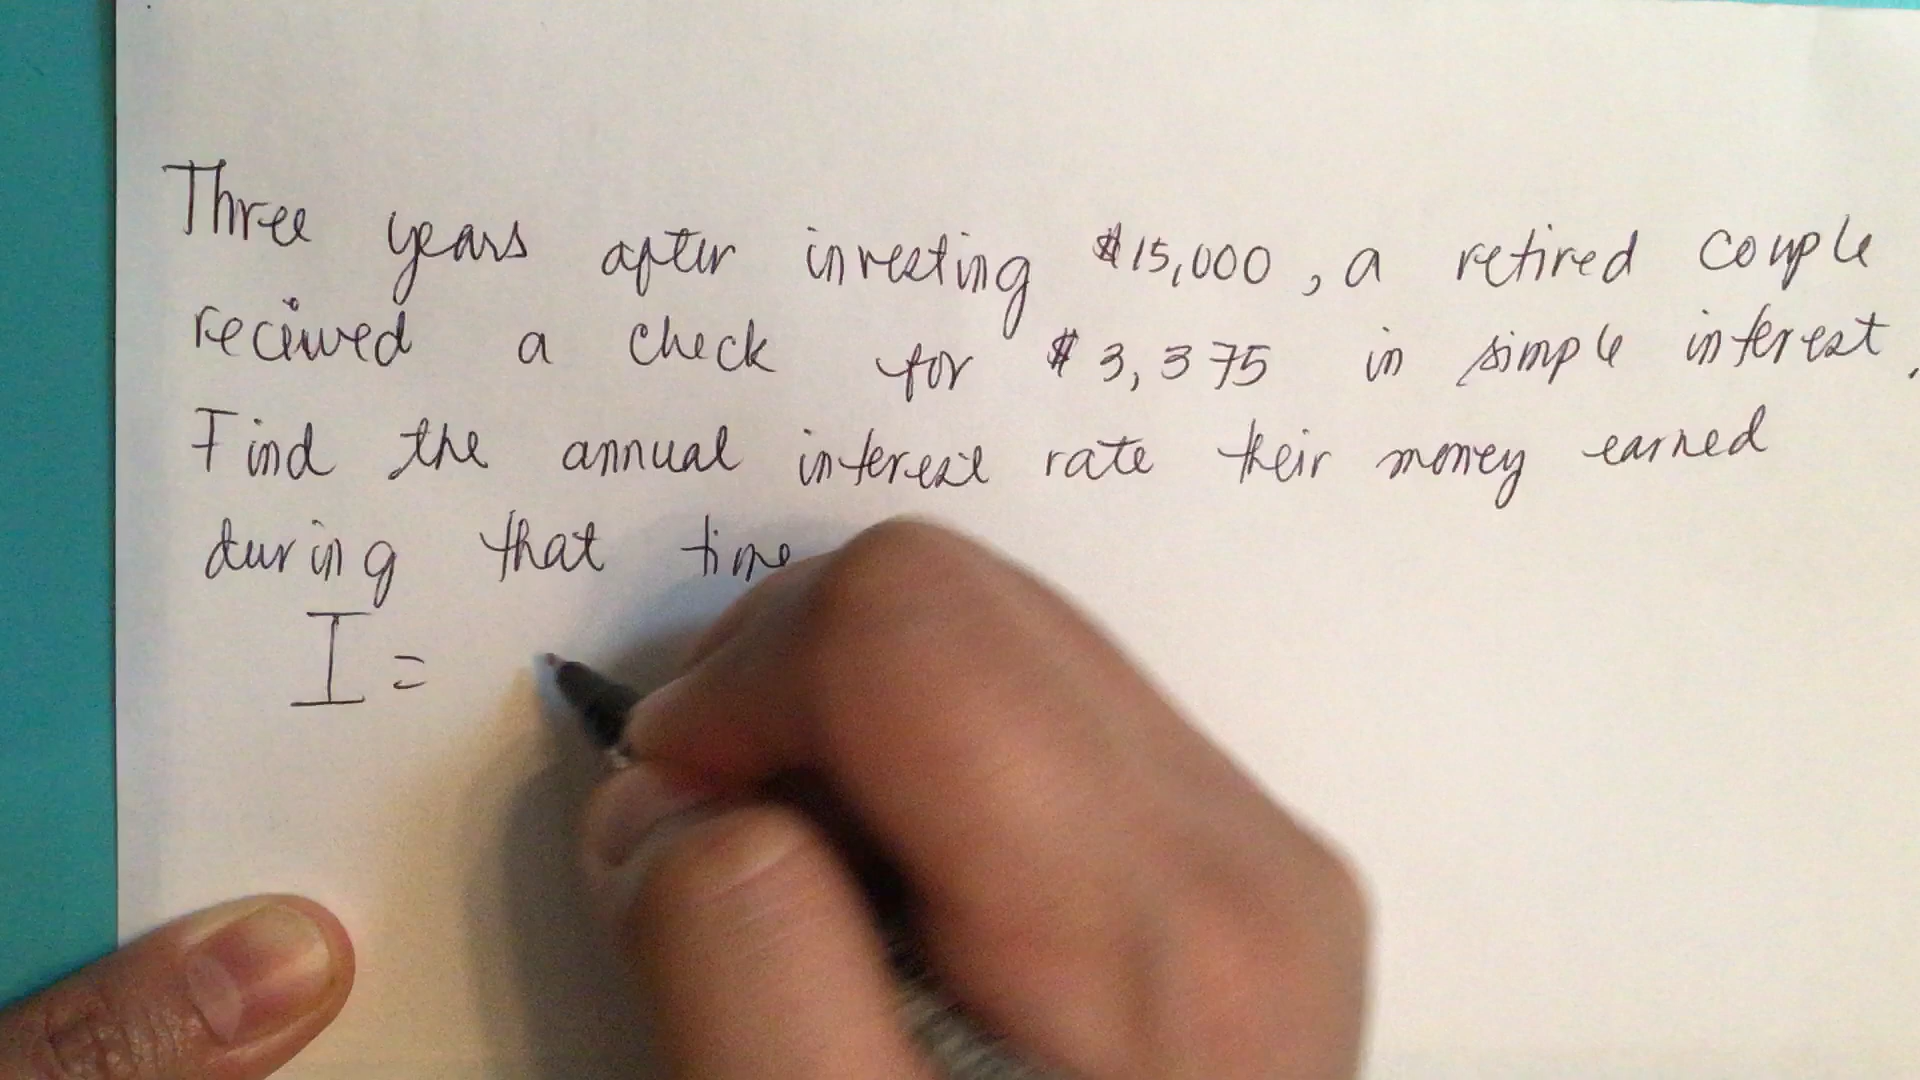 Three years after investing $15,000, a retired couple
recieved a check for $3,375 in simple interest.
Find the annual interest rate their money earned
during that time
I =